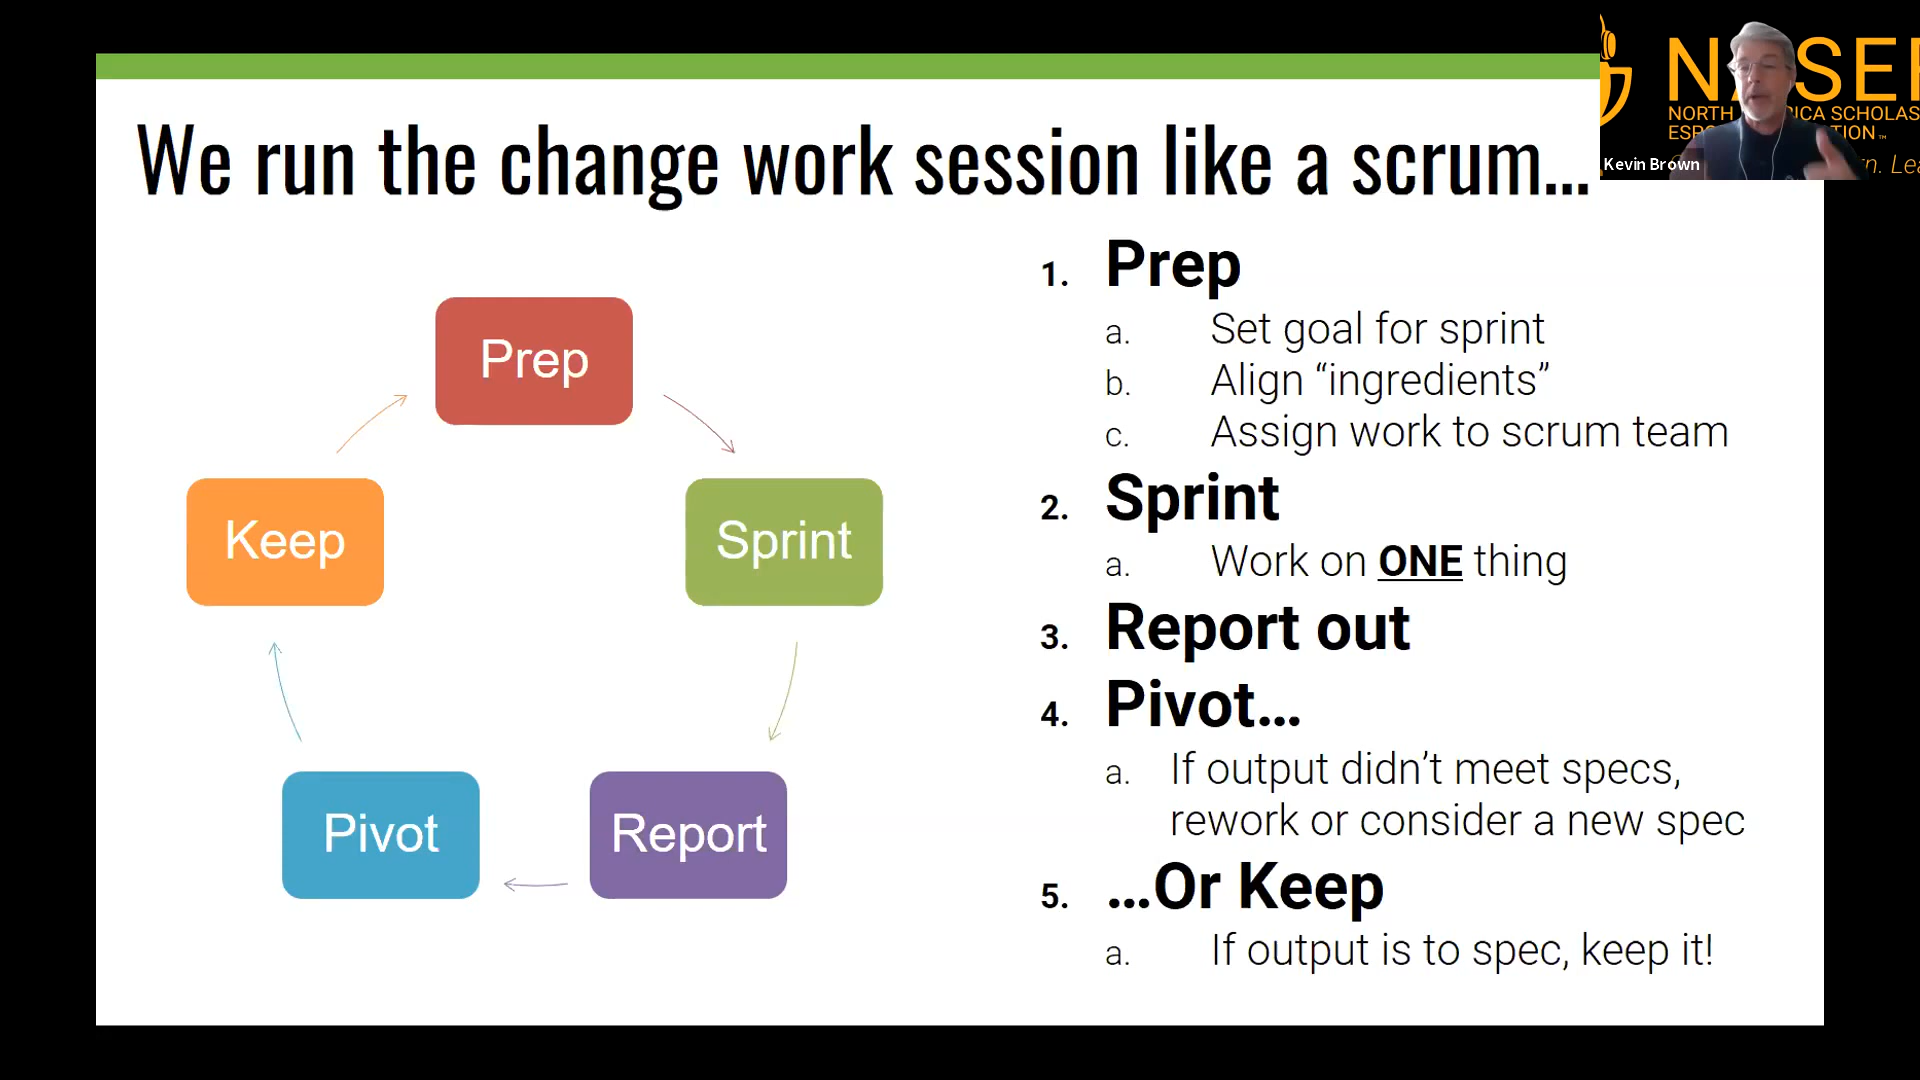 We run the change work session like a scrum...
Prep
Sprint
Report
Pivot
Keep
1. Prep
a. Set goal for sprint
b. Align “ingredients”
c. Assign work to scrum team
2. Sprint
a. Work on ONE thing
3. Report out
4. Pivot...
a. If output didn’t meet specs,
rework or consider a new spec
5. ...Or Keep
a. If output is to spec, keep it!
NORTH
SCHOLAS
Kevin Brown